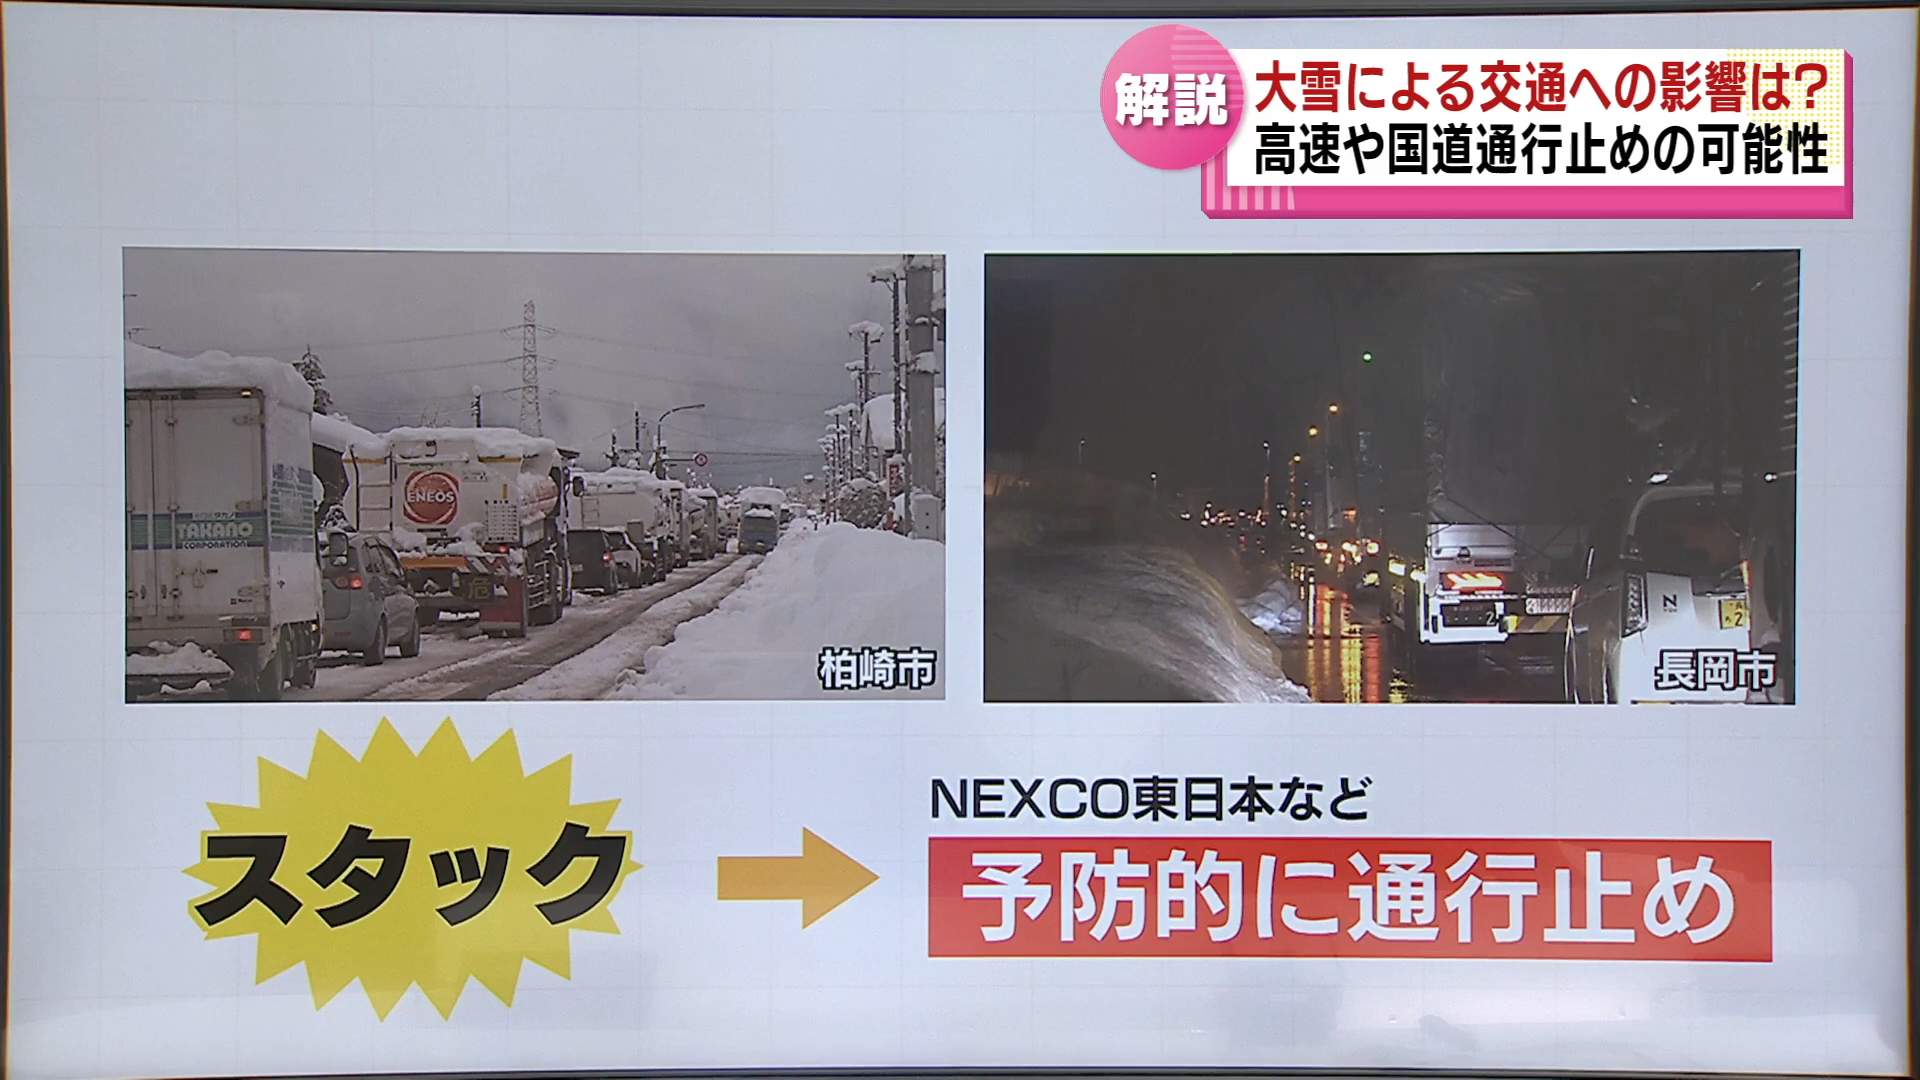 解説
大雪による交通への影響は?
高速や国道通行止めの可能性
TAKANO
CORPORATION
ENEOS
危
柏崎市
2
N
2
長岡市
スタック
NEXCO東日本など
予防的に通行止め